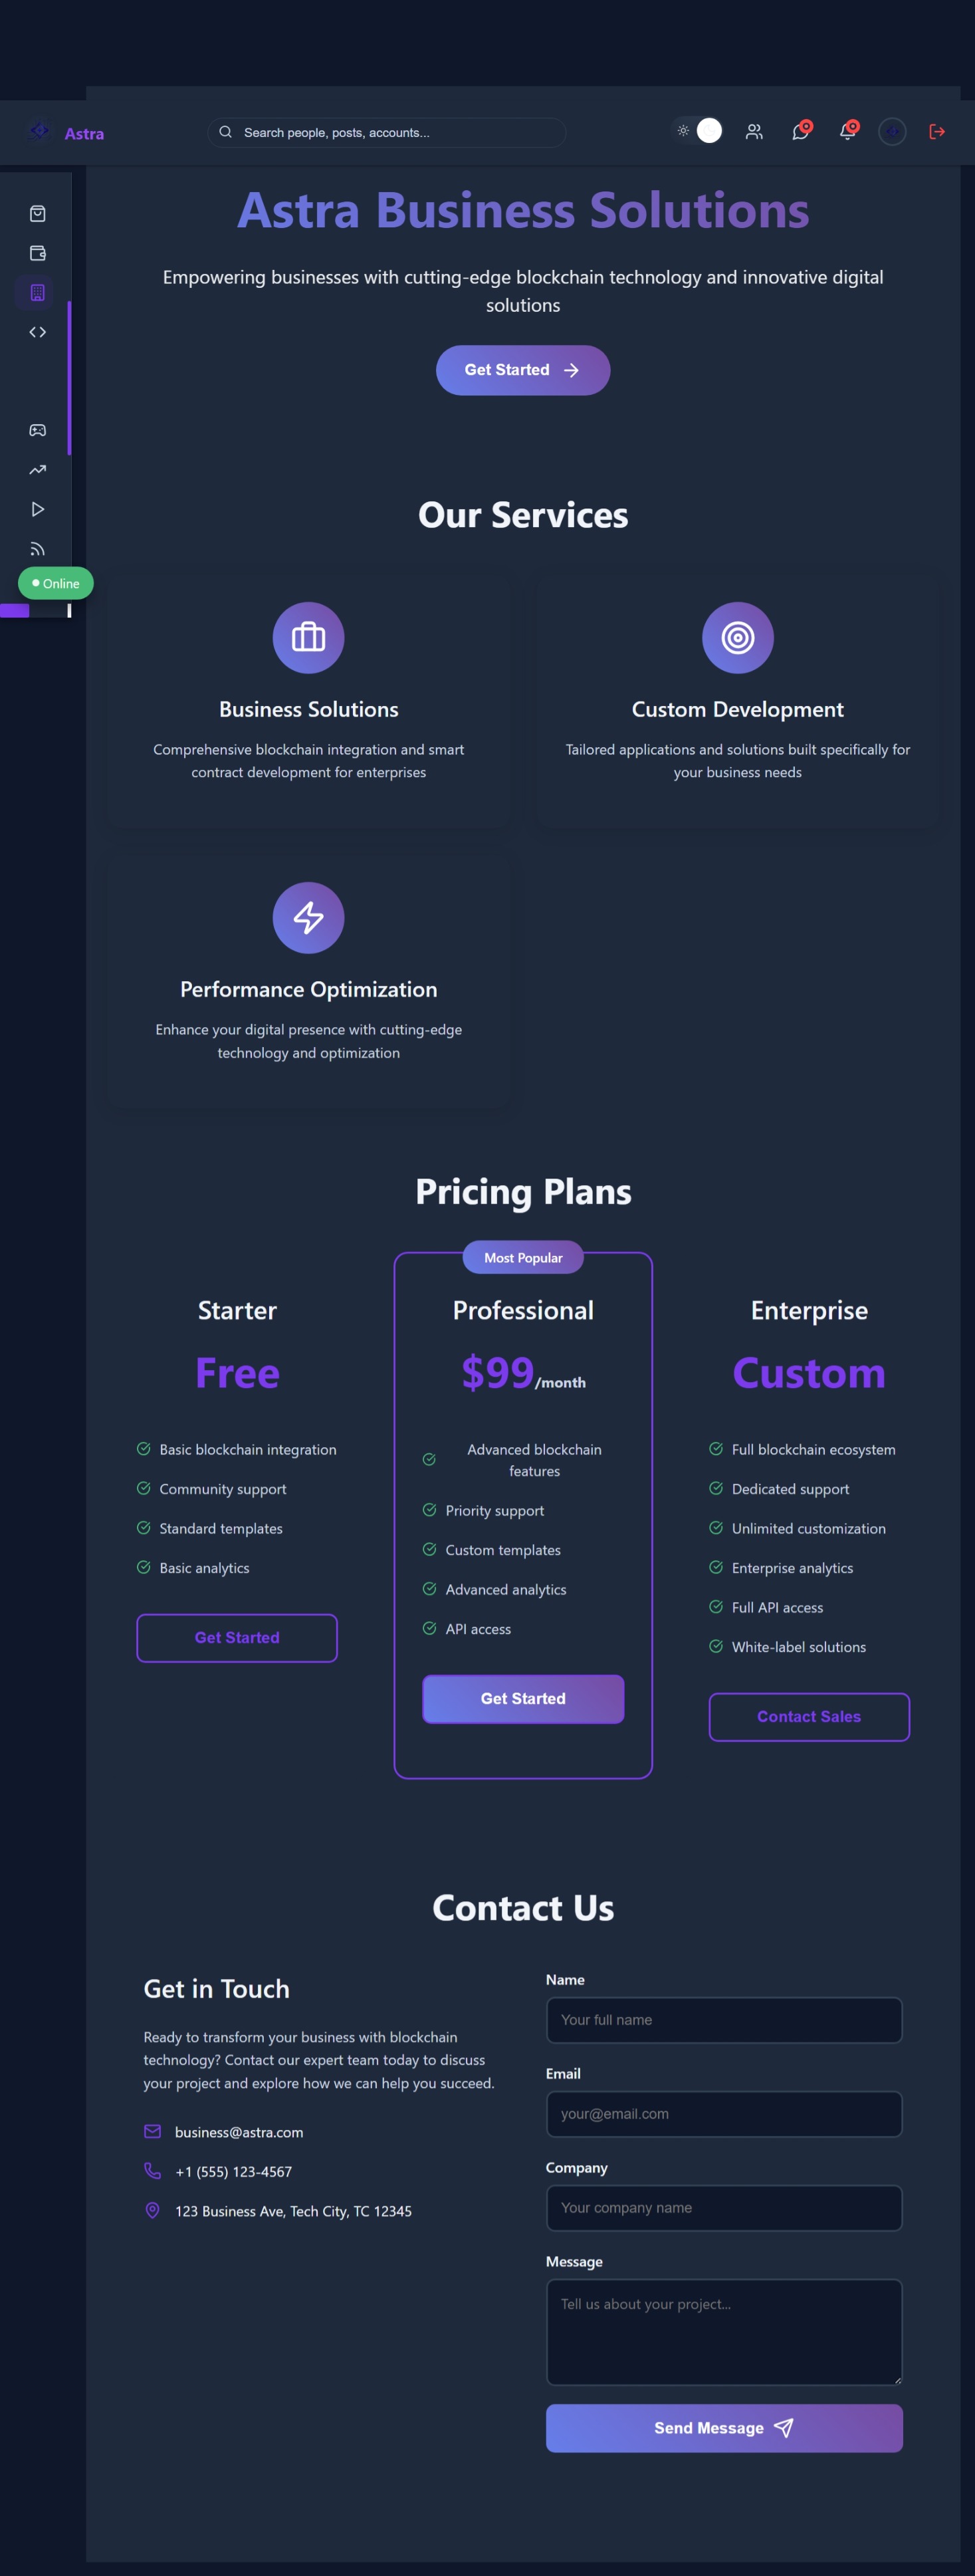 Astra
Search people, posts, accounts...
0
0
Astra Business Solutions
Empowering businesses with cutting-edge blockchain technology and innovative digital
solutions
Get Started
Our Services
Online
Business Solutions
Comprehensive blockchain integration and smart
contract development for enterprises
Custom Development
Tailored applications and solutions built specifically for
your business needs
Performance Optimization
Enhance your digital presence with cutting-edge
technology and optimization
Pricing Plans
Starter
Free
Basic blockchain integration
Community support
Standard templates
Basic analytics
Get Started
Most Popular
Professional
$99/month
Advanced blockchain
features
Priority support
Custom templates
Advanced analytics
API access
Get Started
Enterprise
Custom
Full blockchain ecosystem
Dedicated support
Unlimited customization
Enterprise analytics
Full API access
White-label solutions
Contact Sales
Contact Us
Get in Touch
Ready to transform your business with blockchain
technology? Contact our expert team today to discuss
your project and explore how we can help you succeed.
business@astra.com
+1 (555) 123-4567
123 Business Ave, Tech City, TC 12345
Name
Your full name
Email
your@email.com
Company
Your company name
Message
Tell us about your project...
Send Message